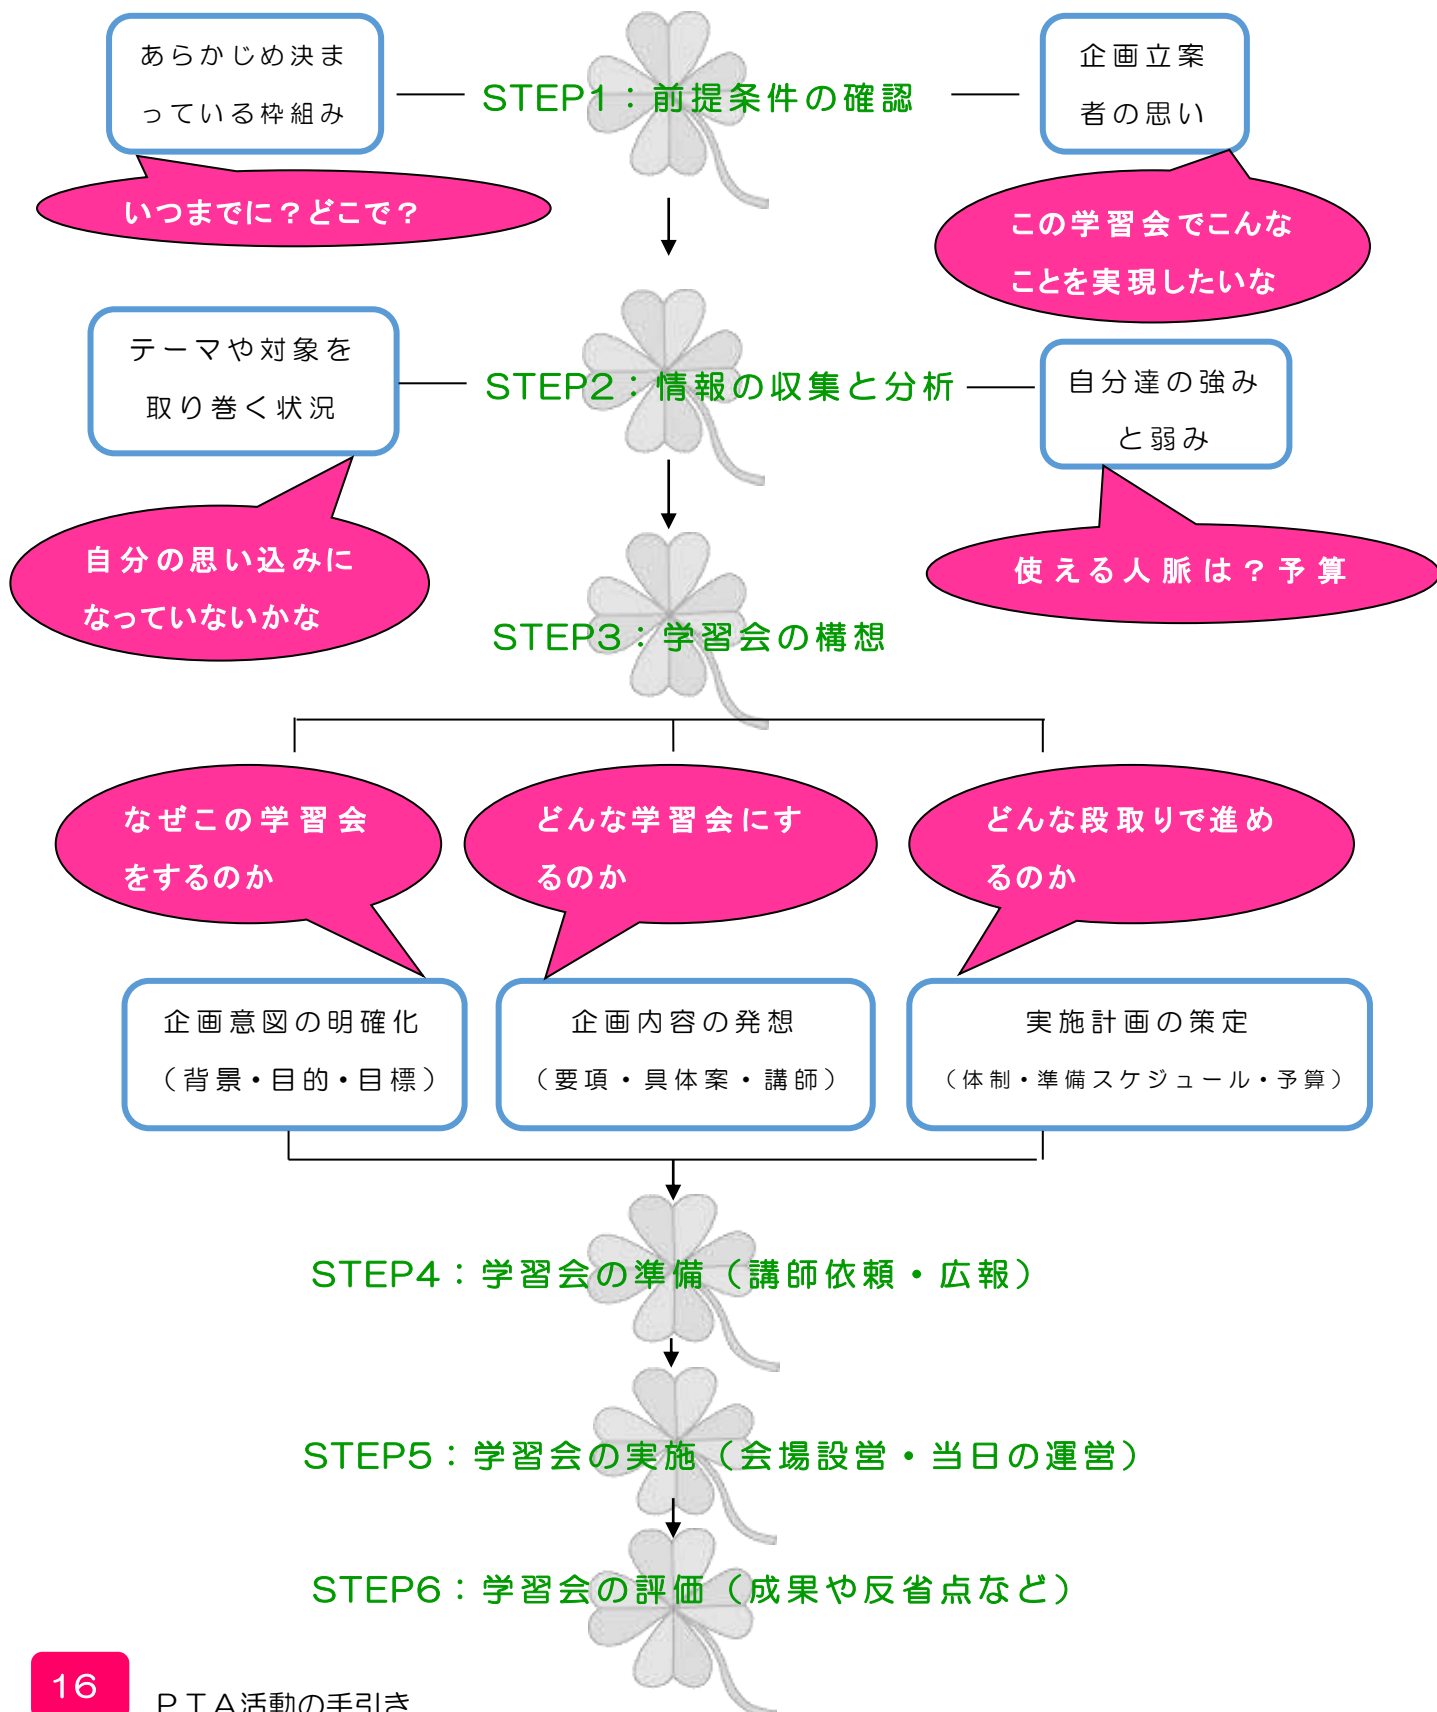 あらかじめ決ま
っている枠組み
STEP1：前提条件の確認
企画立案
者の思い
いつまでに？どこで？
この学習会でこんな
ことを実現したいな
テーマや対象を
取り巻く状況
STEP2：情報の収集と分析
自分達の強み
と弱み
自分の思い込みに
なっていないかな
使える人脈は？予算
STEP3：学習会の構想
なぜこの学習会
をするのか
どんな学習会にす
るのか
どんな段取りで進め
るのか
企画意図の明確化
（背景・目的・目標）
企画内容の発想
（要項・具体案・講師）
実施計画の策定
（体制・準備スケジュール・予算）
STEP4：学習会の準備（講師依頼・広報）
STEP5：学習会の実施（会場設営・当日の運営）
STEP6：学習会の評価（成果や反省点など）
16
ＰＴＡ活動の手引き